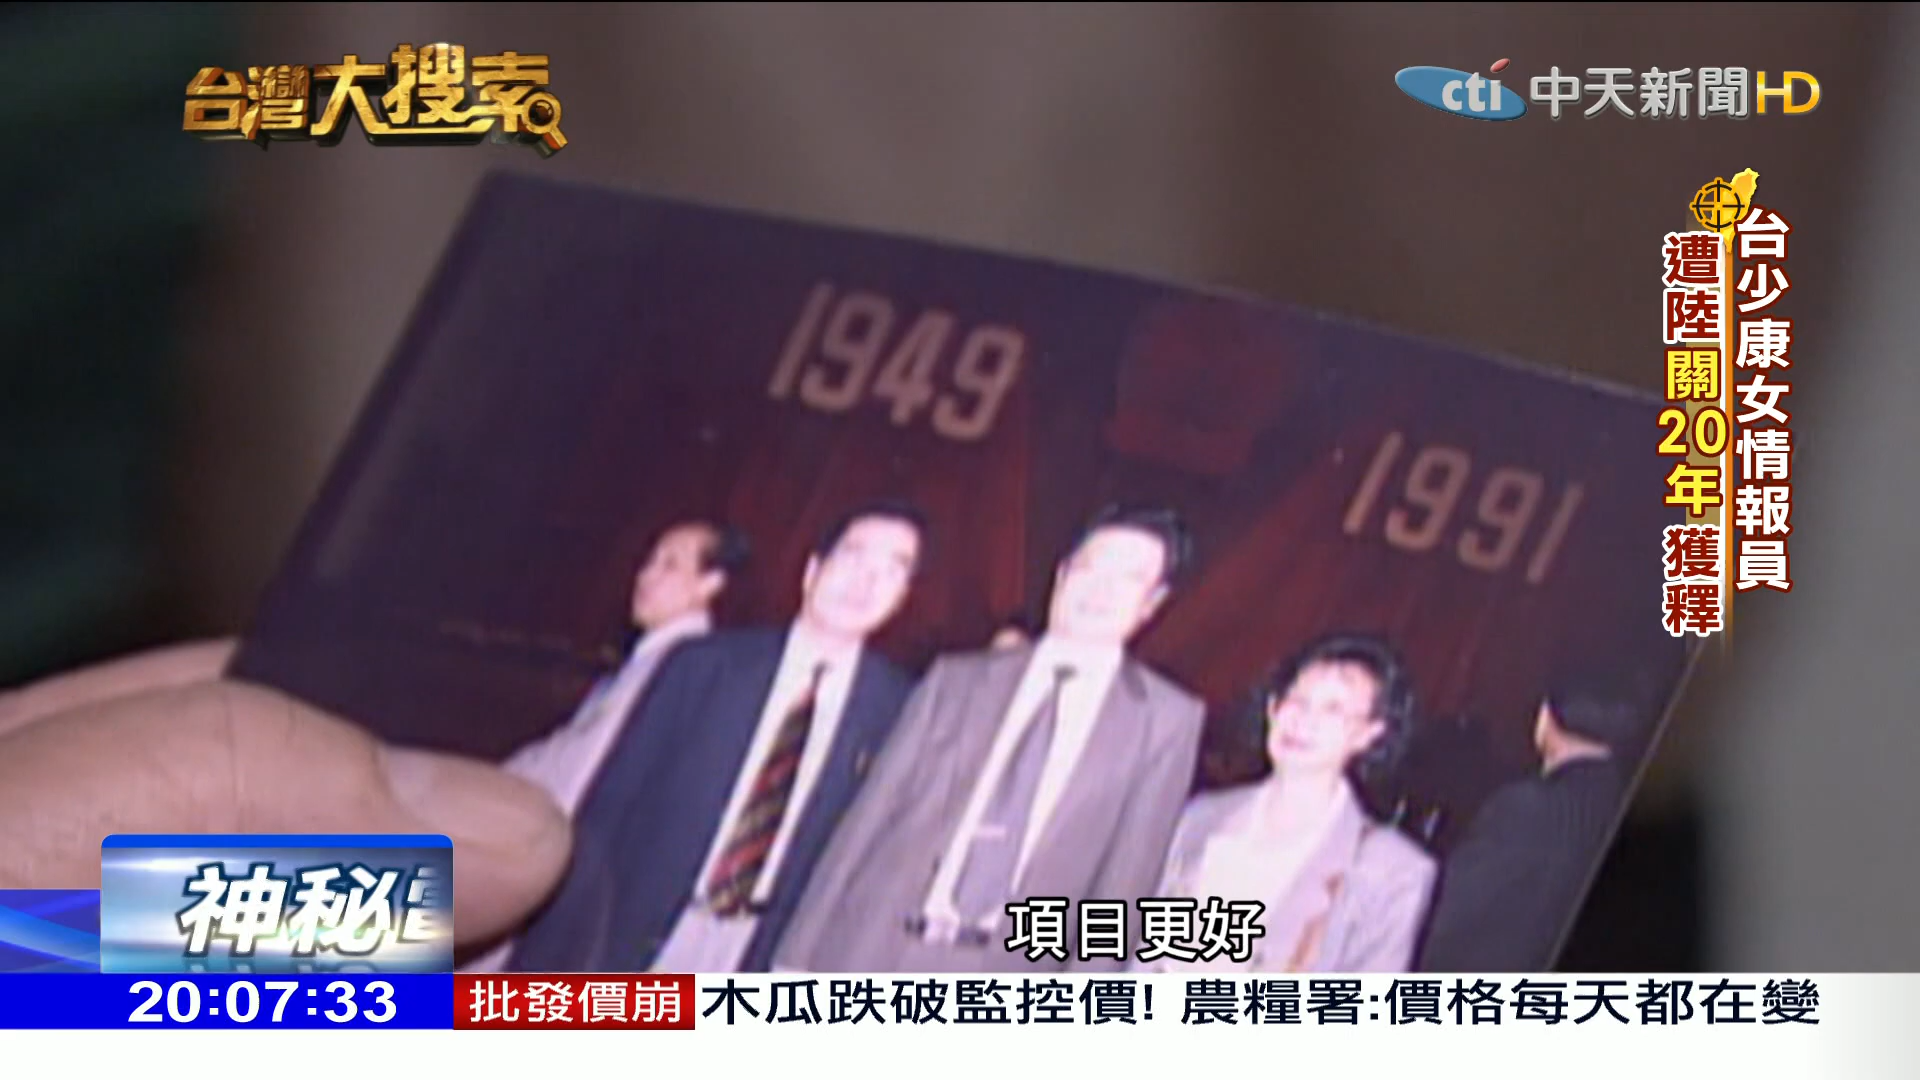 台灣大搜索
cti 中天新聞HD
台少康女情報員
遭陸關20年獲釋
1949
1991
項目更好
神秘
20:07:33
批發價崩
木瓜跌破監控價! 農糧署:價格每天都在變